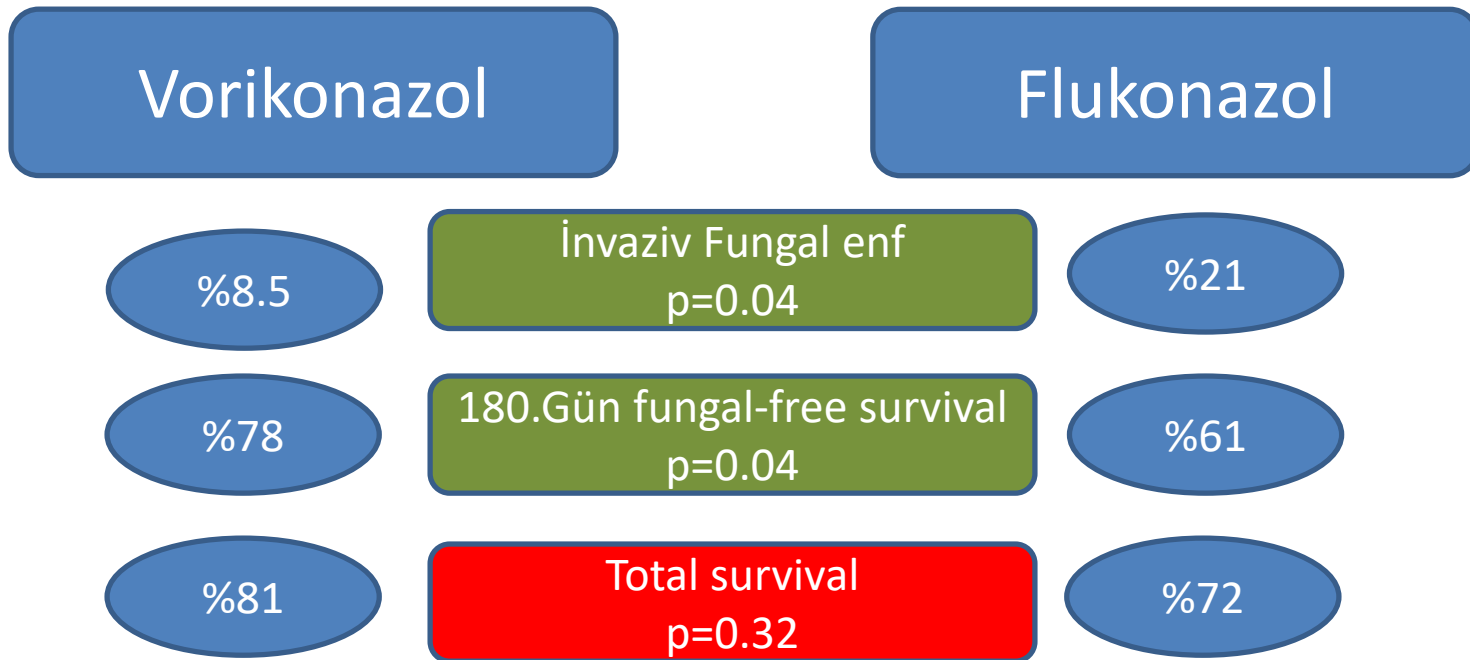 Vorikonazol
Flukonazol
%8.5
İnvaziv Fungal enf
p=0.04
%21
%78
180.Gün fungal-free survival
p=0.04
%61
%81
Total survival
p=0.32
%72